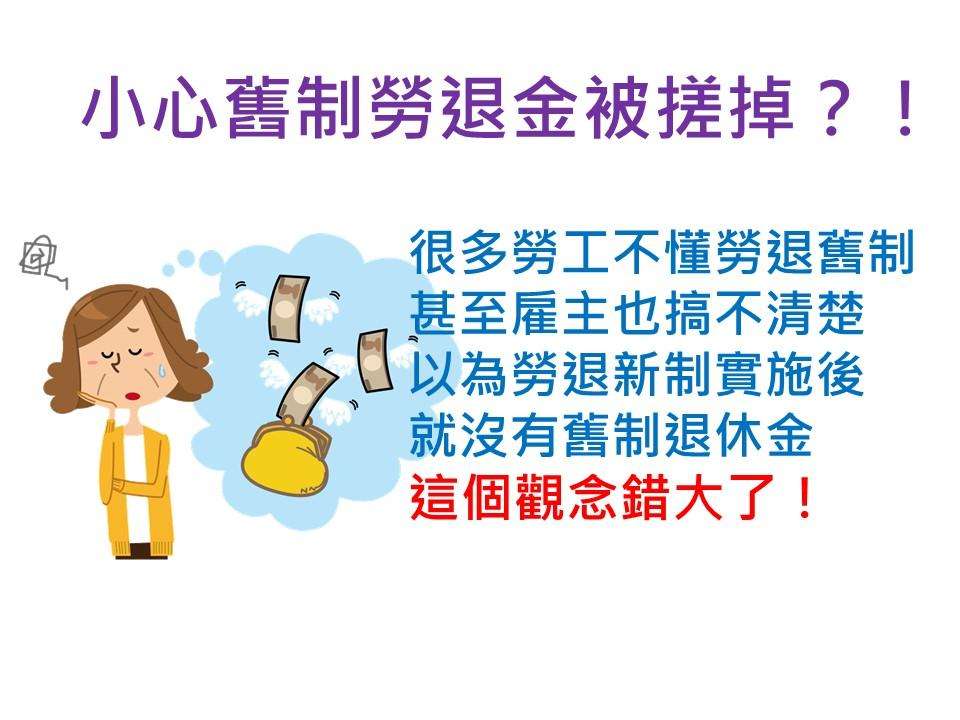 小心舊制勞退金被搓掉？！
很多勞工不懂勞退舊制
甚至雇主也搞不清楚
以為勞退新制實施後
就沒有舊制退休金
這個觀念錯大了！